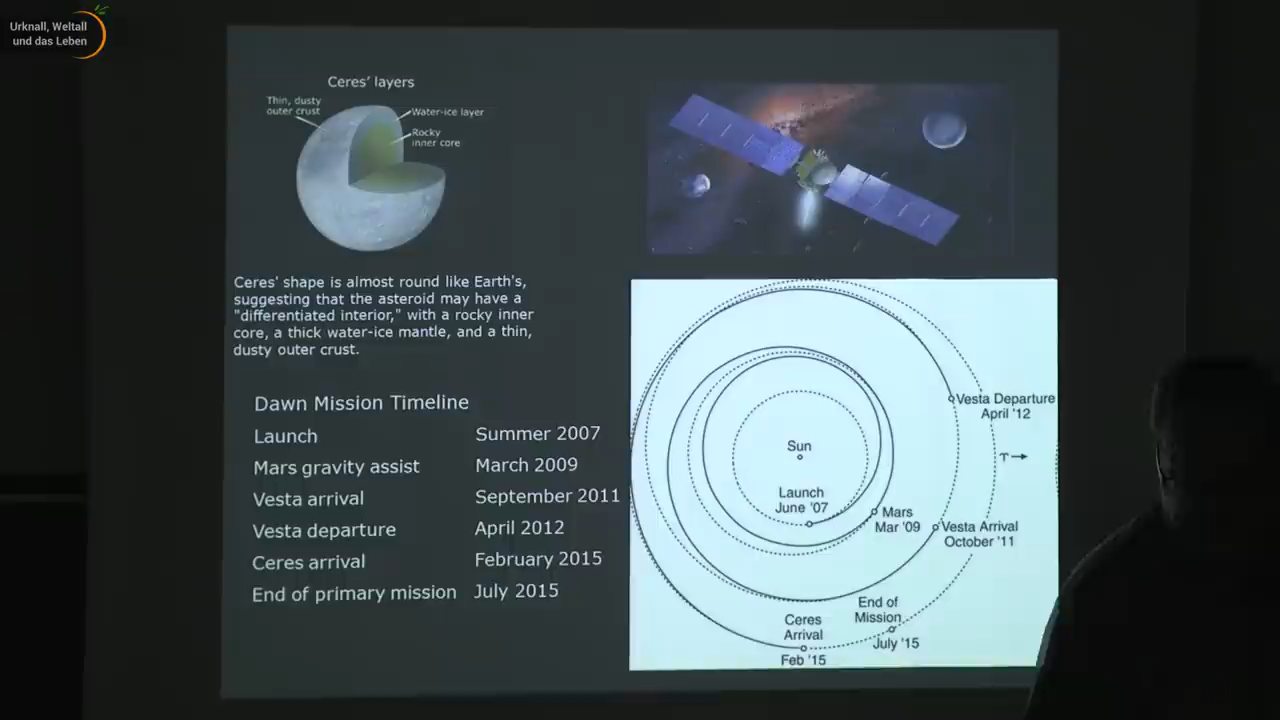 Urknall, Weltall
und das Leben
Ceres' layers
Thin, dusty
outer crust
Water-ice layer
Rocky
inner core
Ceres' shape is almost round like Earth's,
suggesting that the asteroid may have a
"differentiated interior," with a rocky inner
core, a thick water-ice mantle, and a thin,
dusty outer crust.
Dawn Mission Timeline
Launch Summer 2007
Mars gravity assist March 2009
Vesta arrival September 2011
Vesta departure April 2012
Ceres arrival February 2015
End of primary mission July 2015
Vesta Departure
April '12
Sun
♈→
Launch
June '07
Mars
Mar '09
Vesta Arrival
October '11
End of
Mission
July '15
Ceres
Arrival
Feb '15